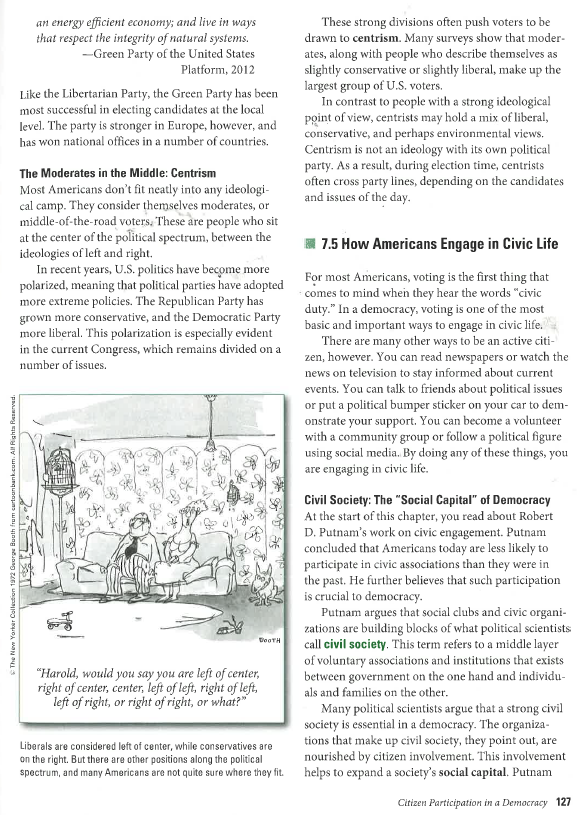 an energy efficient economy; and live in ways
that respect the integrity of natural systems.
—Green Party of the United States
Platform, 2012
Like the Libertarian Party, the Green Party has been
most successful in electing candidates at the local
level. The party is stronger in Europe, however, and
has won national offices in a number of countries.
The Moderates in the Middle: Centrism
Most Americans don't fit neatly into any ideologi-
cal camp. They consider themselves moderates, or
middle-of-the-road voters. These are people who sit
at the center of the political spectrum, between the
ideologies of left and right.
In recent years, U.S. politics have become more
polarized, meaning that political parties have adopted
more extreme policies. The Republican Party has
grown more conservative, and the Democratic Party
more liberal. This polarization is especially evident
in the current Congress, which remains divided on a
number of issues.
© The New Yorker Collection 1972 George Booth from cartoonbank.com. All Rights Reserved.
BOOTH
"Harold, would you say you are left of center,
right of center, center, left of left, right of left,
left of right, or right of right, or what?"
Liberals are considered left of center, while conservatives are
on the right. But there are other positions along the political
spectrum, and many Americans are not quite sure where they fit.
These strong divisions often push voters to be
drawn to centrism. Many surveys show that moder-
ates, along with people who describe themselves as
slightly conservative or slightly liberal, make up the
largest group of U.S. voters.
In contrast to people with a strong ideological
point of view, centrists may hold a mix of liberal,
conservative, and perhaps environmental views.
Centrism is not an ideology with its own political
party. As a result, during election time, centrists
often cross party lines, depending on the candidates
and issues of the day.
7.5 How Americans Engage in Civic Life
For most Americans, voting is the first thing that
comes to mind when they hear the words "civic
duty." In a democracy, voting is one of the most
basic and important ways to engage in civic life.
There are many other ways to be an active citi-
zen, however. You can read newspapers or watch the
news on television to stay informed about current
events. You can talk to friends about political issues
or put a political bumper sticker on your car to dem-
onstrate your support. You can become a volunteer
with a community group or follow a political figure
using social media. By doing any of these things, you
are engaging in civic life.
Civil Society: The "Social Capital" of Democracy
At the start of this chapter, you read about Robert
D. Putnam's work on civic engagement. Putnam
concluded that Americans today are less likely to
participate in civic associations than they were in
the past. He further believes that such participation
is crucial to democracy.
Putnam argues that social clubs and civic organi-
zations are building blocks of what political scientists
call civil society. This term refers to a middle layer
of voluntary associations and institutions that exists
between government on the one hand and individu-
als and families on the other.
Many political scientists argue that a strong civil
society is essential in a democracy. The organiza-
tions that make up civil society, they point out, are
nourished by citizen involvement. This involvement
helps to expand a society's social capital. Putnam
Citizen Participation in a Democracy 127